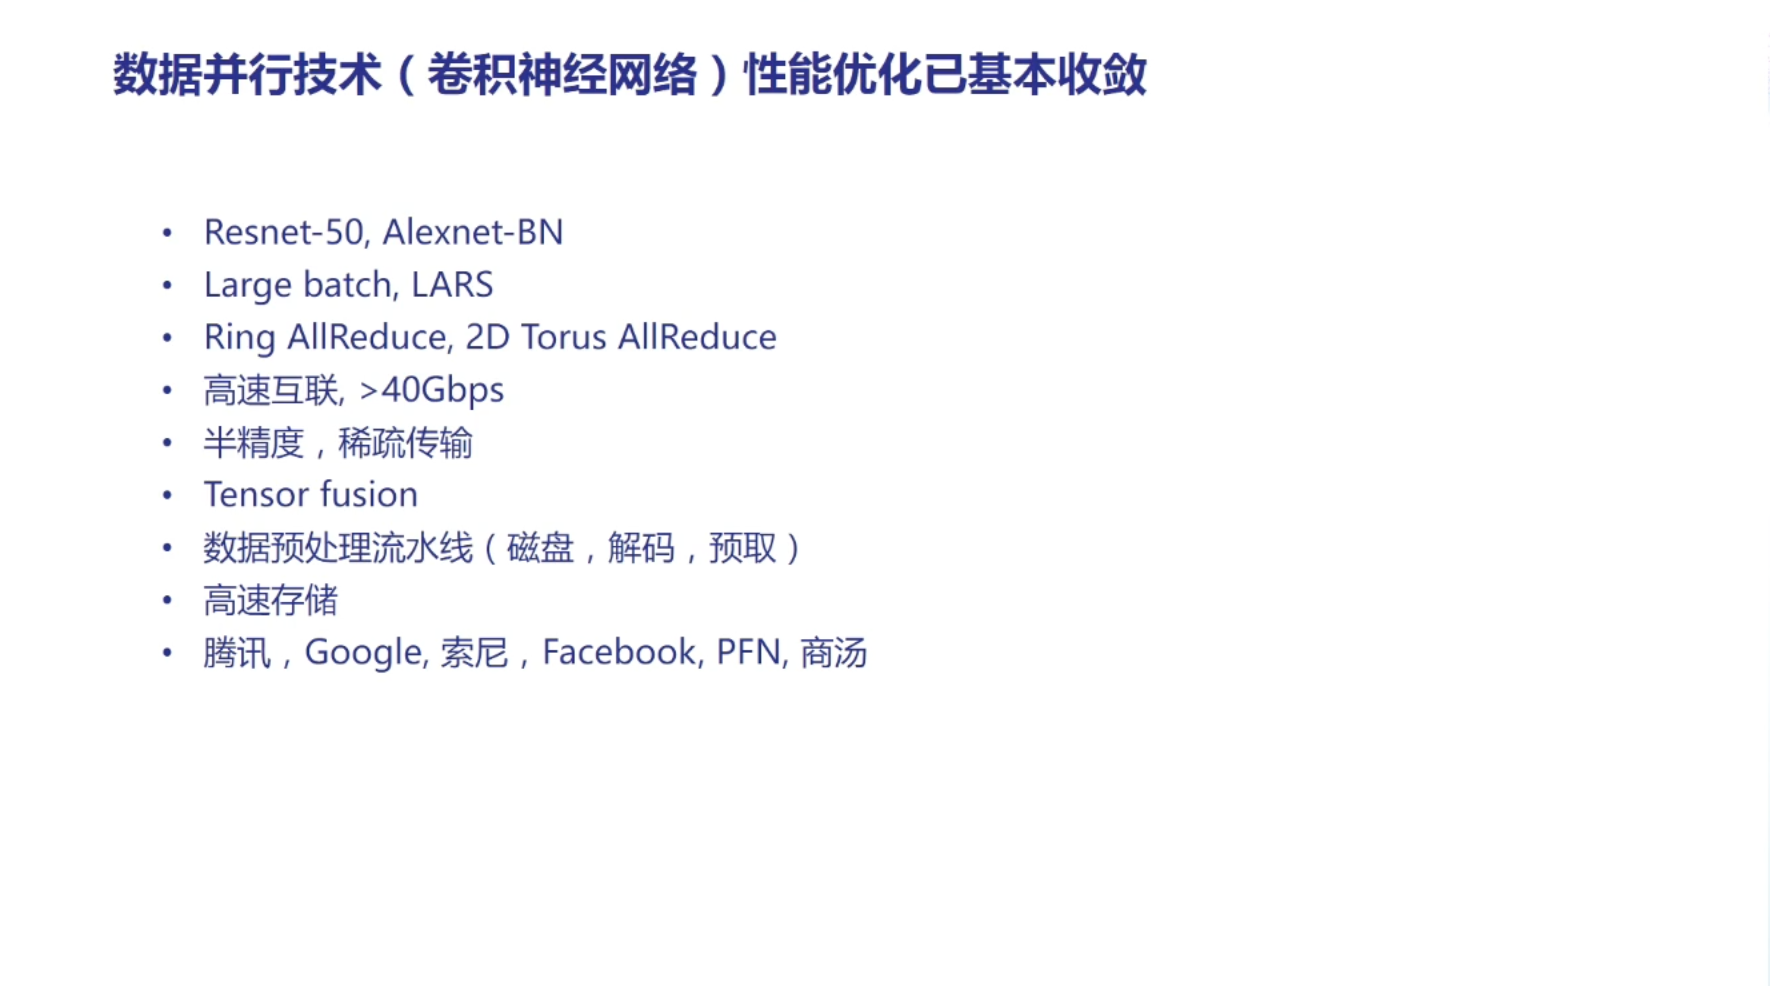 数据并行技术（卷积神经网络）性能优化已基本收敛
• Resnet-50, Alexnet-BN
• Large batch, LARS
• Ring AllReduce, 2D Torus AllReduce
• 高速互联, >40Gbps
• 半精度，稀疏传输
• Tensor fusion
• 数据预处理流水线（磁盘，解码，预取）
• 高速存储
• 腾讯，Google, 索尼，Facebook, PFN, 商汤